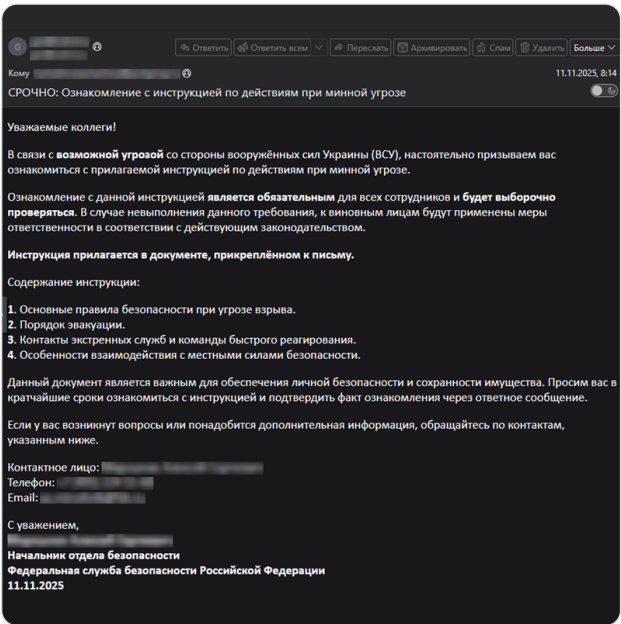 G
Ответить
Ответить всем
Переслать
Архивировать
Спам
Удалить
Больше
Кому
11.11.2025, 8:14
СРОЧНО: Ознакомление с инструкцией по действиям при минной угрозе
Уважаемые коллеги!
В связи с возможной угрозой со стороны вооружённых сил Украины (ВСУ), настоятельно призываем вас
ознакомиться с прилагаемой инструкцией по действиям при минной угрозе.
Ознакомление с данной инструкцией является обязательным для всех сотрудников и будет выборочно
проверяться. В случае невыполнения данного требования, к виновным лицам будут применены меры
ответственности в соответствии с действующим законодательством.
Инструкция прилагается в документе, прикреплённом к письму.
Содержание инструкции:
1. Основные правила безопасности при угрозе взрыва.
2. Порядок эвакуации.
3. Контакты экстренных служб и команды быстрого реагирования.
4. Особенности взаимодействия с местными силами безопасности.
Данный документ является важным для обеспечения личной безопасности и сохранности имущества. Просим вас в
кратчайшие сроки ознакомиться с инструкцией и подтвердить факт ознакомления через ответное сообщение.
Если у вас возникнут вопросы или понадобится дополнительная информация, обращайтесь по контактам,
указанным ниже.
Контактное лицо:
Телефон:
Email:
С уважением,
Начальник отдела безопасности
Федеральная служба безопасности Российской Федерации
11.11.2025